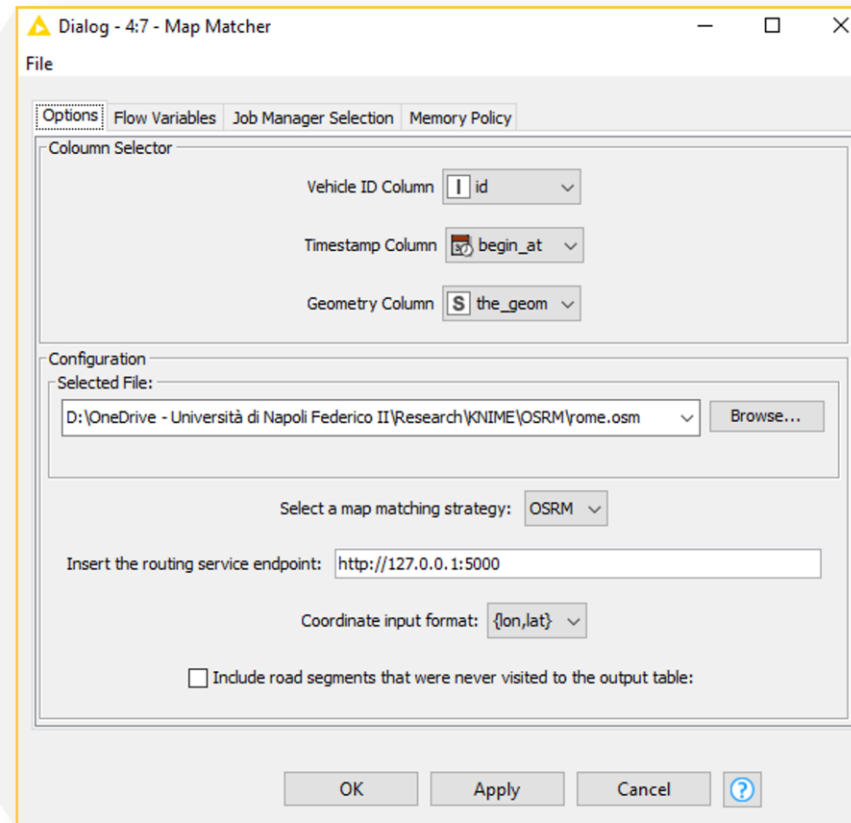 Dialog - 4:7 - Map Matcher
File
Options Flow Variables Job Manager Selection Memory Policy
Coloumn Selector
Vehicle ID Column I id
Timestamp Column begin_at
Geometry Column S the_geom
Configuration
Selected File:
D:\OneDrive - Università di Napoli Federico II\Research\KNIME\OSRM\rome.osm Browse...
Select a map matching strategy: OSRM
Insert the routing service endpoint: http://127.0.0.1:5000
Coordinate input format: {lon,lat}
Include road segments that were never visited to the output table:
OK Apply Cancel ?